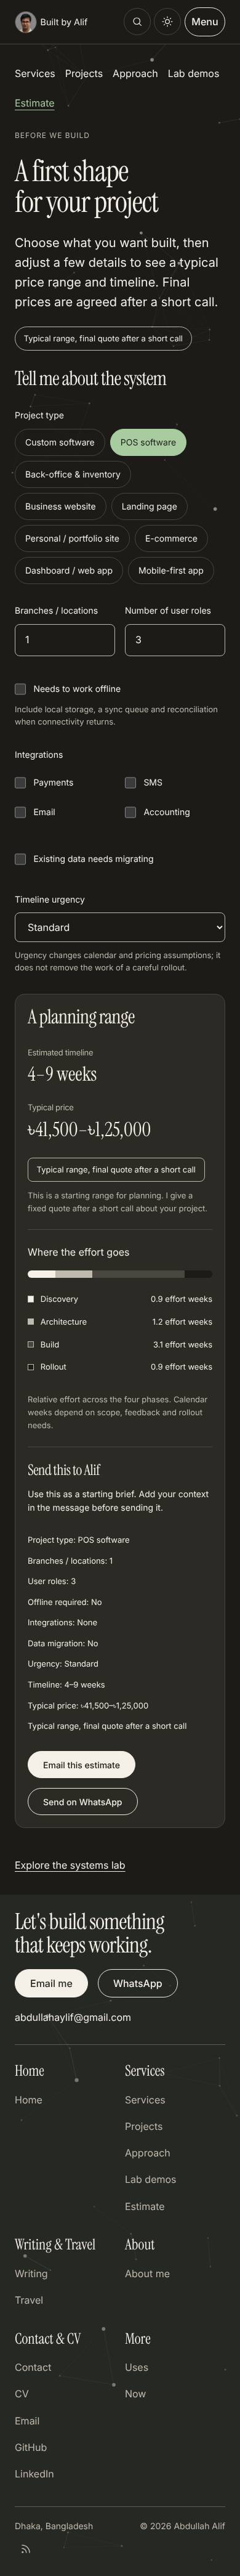 Built by Alif
Menu
Services Projects Approach Lab demos
Estimate
BEFORE WE BUILD
A first shape
for your project
Choose what you want built, then
adjust a few details to see a typical
price range and timeline. Final
prices are agreed after a short call.
Typical range, final quote after a short call
Tell me about the system
Project type
Custom software POS software
Back-office & inventory
Business website Landing page
Personal / portfolio site E-commerce
Dashboard / web app Mobile-first app
Branches / locations Number of user roles
1 3
Needs to work offline
Include local storage, a sync queue and reconciliation
when connectivity returns.
Integrations
Payments SMS
Email Accounting
Existing data needs migrating
Timeline urgency
Standard
Urgency changes calendar and pricing assumptions; it
does not remove the work of a careful rollout.
A planning range
Estimated timeline
4–9 weeks
Typical price
৳41,500–৳1,25,000
Typical range, final quote after a short call
This is a starting range for planning. I give a
fixed quote after a short call about your project.
Where the effort goes
Discovery 0.9 effort weeks
Architecture 1.2 effort weeks
Build 3.1 effort weeks
Rollout 0.9 effort weeks
Relative effort across the four phases. Calendar
weeks depend on scope, feedback and rollout
needs.
Send this to Alif
Use this as a starting brief. Add your context
in the message before sending it.
Project type: POS software
Branches / locations: 1
User roles: 3
Offline required: No
Integrations: None
Data migration: No
Urgency: Standard
Timeline: 4–9 weeks
Typical price: ৳41,500–৳1,25,000
Typical range, final quote after a short call
Email this estimate
Send on WhatsApp
Explore the systems lab
Let's build something
that keeps working.
Email me WhatsApp
abdullahaylif@gmail.com
Home Services
Home Services
Projects
Approach
Lab demos
Estimate
Writing & Travel About
Writing About me
Travel
Contact & CV More
Contact Uses
CV Now
Email
GitHub
LinkedIn
Dhaka, Bangladesh © 2026 Abdullah Alif